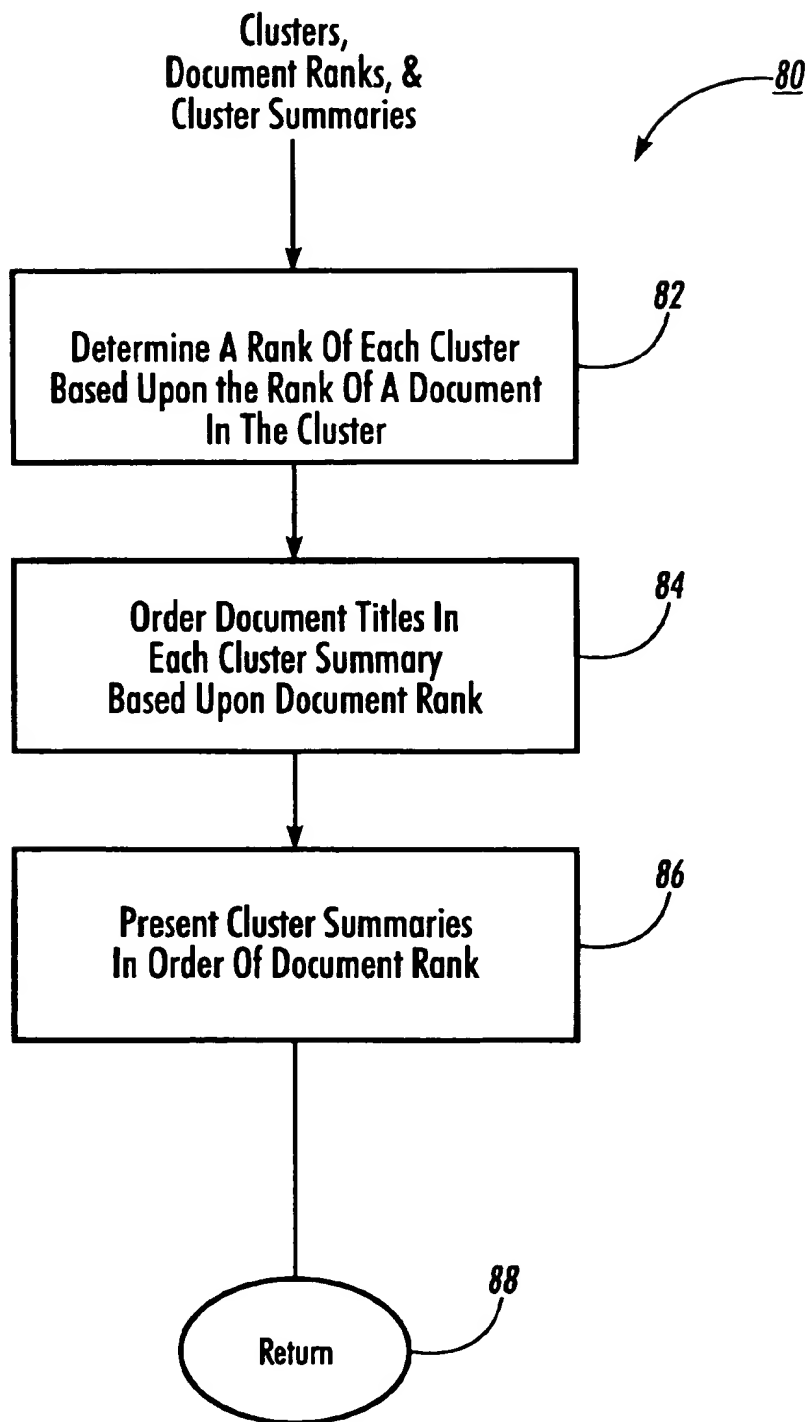 Clusters,
Document Ranks, &
Cluster Summaries
80
82
Determine A Rank Of Each Cluster
Based Upon the Rank Of A Document
In The Cluster
84
Order Document Titles In
Each Cluster Summary
Based Upon Document Rank
86
Present Cluster Summaries
In Order Of Document Rank
88
Return